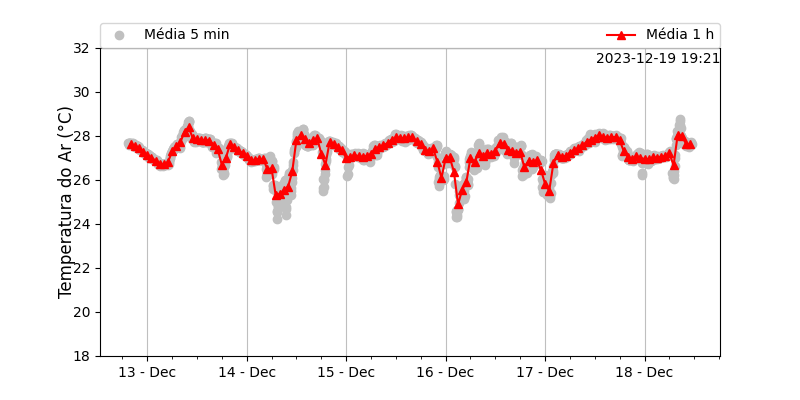 Média 5 min
Média 1 h
2023-12-19 19:21
Temperatura do Ar (°C)
32
30
28
26
24
22
20
18
13 - Dec
14 - Dec
15 - Dec
16 - Dec
17 - Dec
18 - Dec